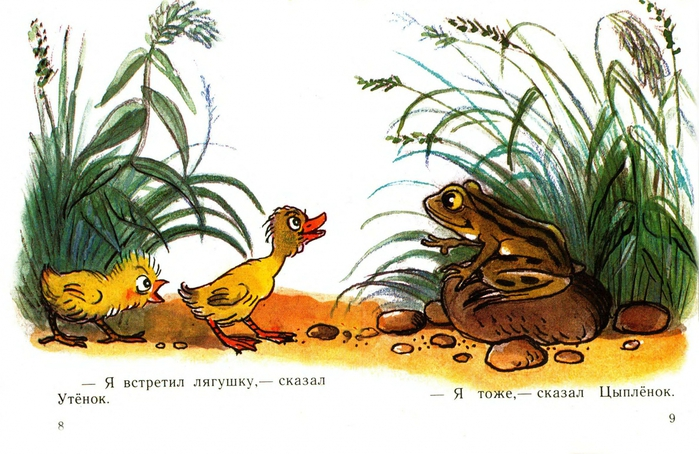 — Я встретил лягушку,— сказал
Утёнок.
8
— Я тоже,— сказал Цыплёнок.
9